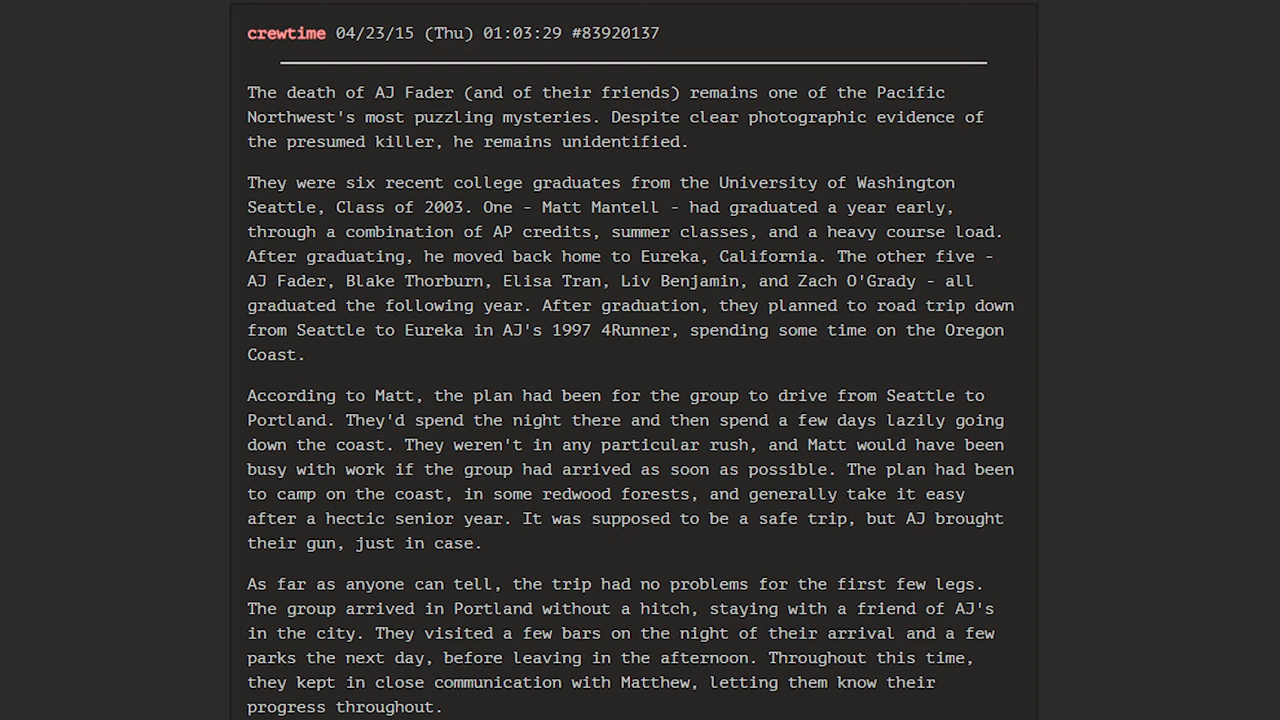 crewtime 04/23/15 (Thu) 01:03:29 #83920137
The death of AJ Fader (and of their friends) remains one of the Pacific
Northwest's most puzzling mysteries. Despite clear photographic evidence of
the presumed killer, he remains unidentified.
They were six recent college graduates from the University of Washington
Seattle, Class of 2003. One - Matt Mantell - had graduated a year early,
through a combination of AP credits, summer classes, and a heavy course load.
After graduating, he moved back home to Eureka, California. The other five -
AJ Fader, Blake Thorburn, Elisa Tran, Liv Benjamin, and Zach O'Grady - all
graduated the following year. After graduation, they planned to road trip down
from Seattle to Eureka in AJ's 1997 4Runner, spending some time on the Oregon
Coast.
According to Matt, the plan had been for the group to drive from Seattle to
Portland. They'd spend the night there and then spend a few days lazily going
down the coast. They weren't in any particular rush, and Matt would have been
busy with work if the group had arrived as soon as possible. The plan had been
to camp on the coast, in some redwood forests, and generally take it easy
after a hectic senior year. It was supposed to be a safe trip, but AJ brought
their gun, just in case.
As far as anyone can tell, the trip had no problems for the first few legs.
The group arrived in Portland without a hitch, staying with a friend of AJ's
in the city. They visited a few bars on the night of their arrival and a few
parks the next day, before leaving in the afternoon. Throughout this time,
they kept in close communication with Matthew, letting them know their
progress throughout.